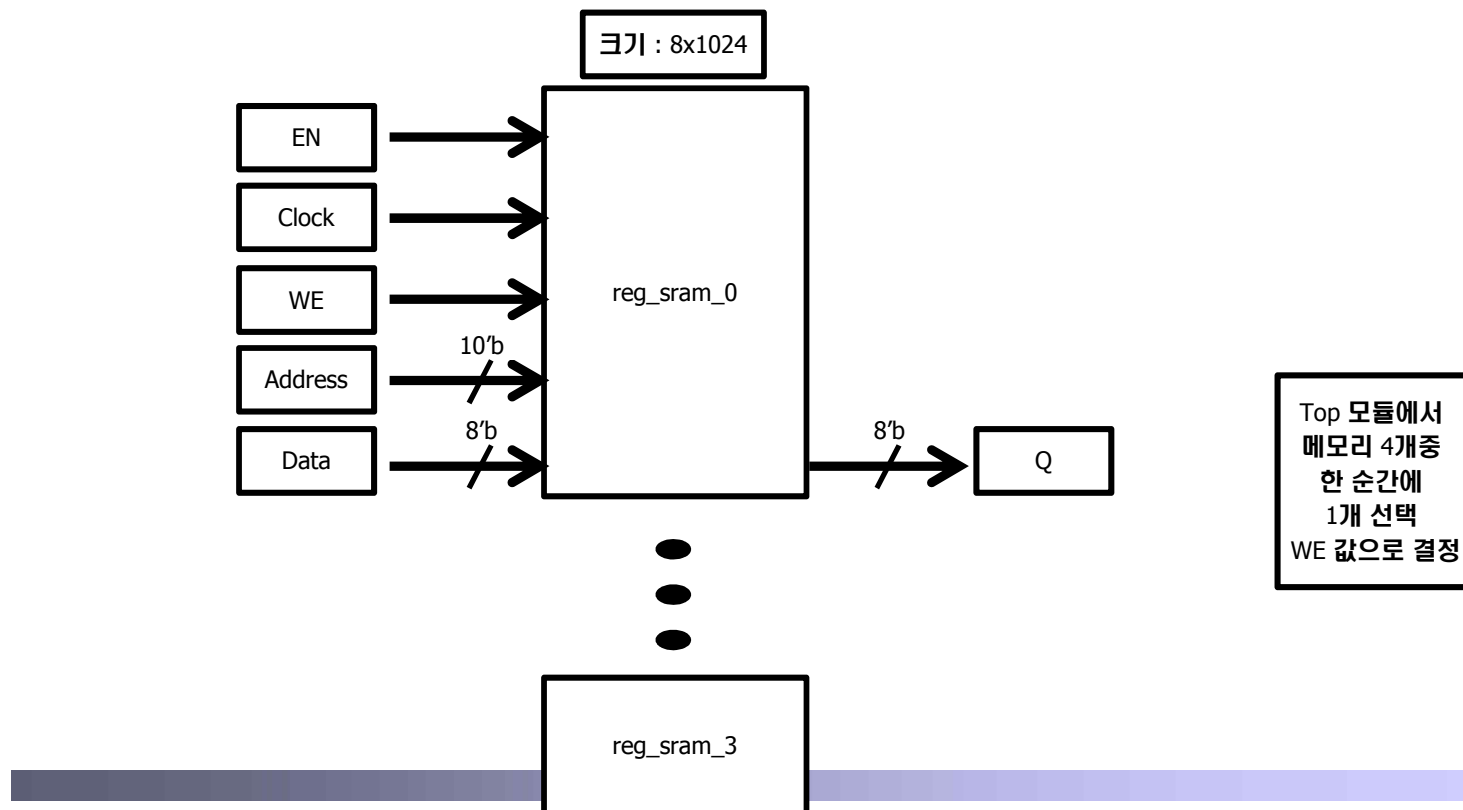 크기 : 8x1024
EN
Clock
WE
reg_sram_0
10'b
Address
8'b
Data
8'b
Q
Top 모듈에서
메모리 4개중
한 순간에
1개 선택
WE 값으로 결정
reg_sram_3